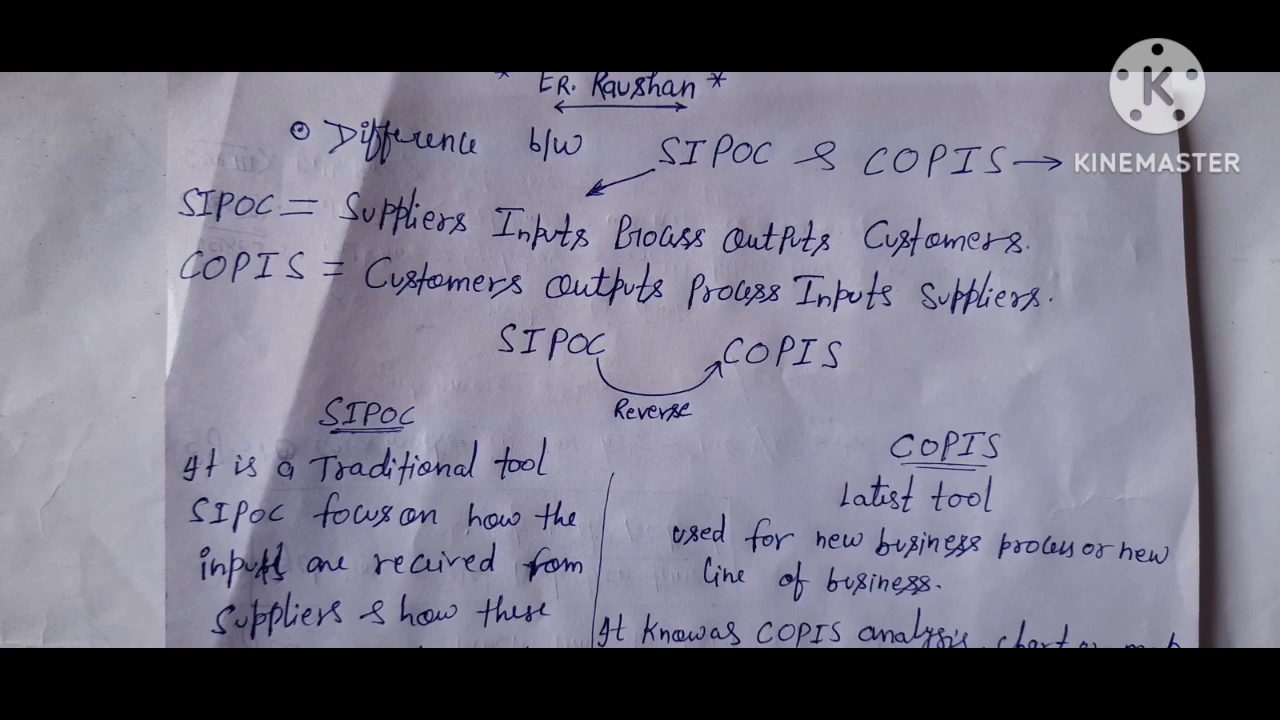 * ER. Raushan *
⊙ Difference b/w SIPOC & COPIS →
KINEMASTER
SIPOC = Suppliers Inputs Process Outputs Customers.
COPIS = Customers Outputs Process Inputs Suppliers.
SIPOC COPIS
Reverse
SIPOC
It is a Traditional tool
SIPOC focus on how the
inputs are recived from
Suppliers & how these
COPIS
Latest tool
used for new business process or new
line of business.
It Knowas COPIS analysis, chart or